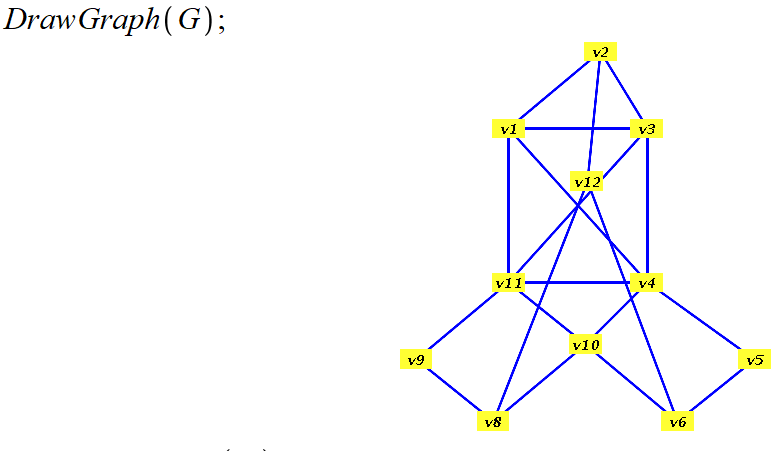 DrawGraph(G);
v2
v1 v3
v12
v11 v4
v10
v9 v5
v8 v6